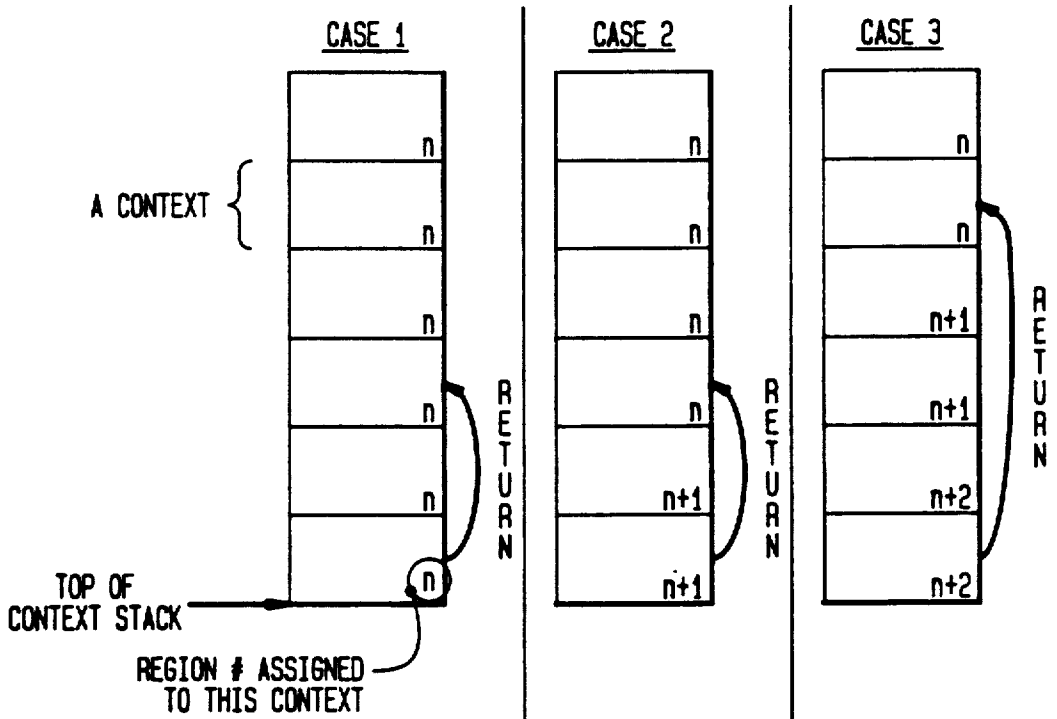 CASE 1
n
n
n
n
n
n
A CONTEXT
RETURN
TOP OF
CONTEXT STACK
REGION # ASSIGNED
TO THIS CONTEXT
CASE 2
n
n
n
n
n+1
n+1
RETURN
CASE 3
n
n
n+1
n+1
n+2
n+2
RETURN